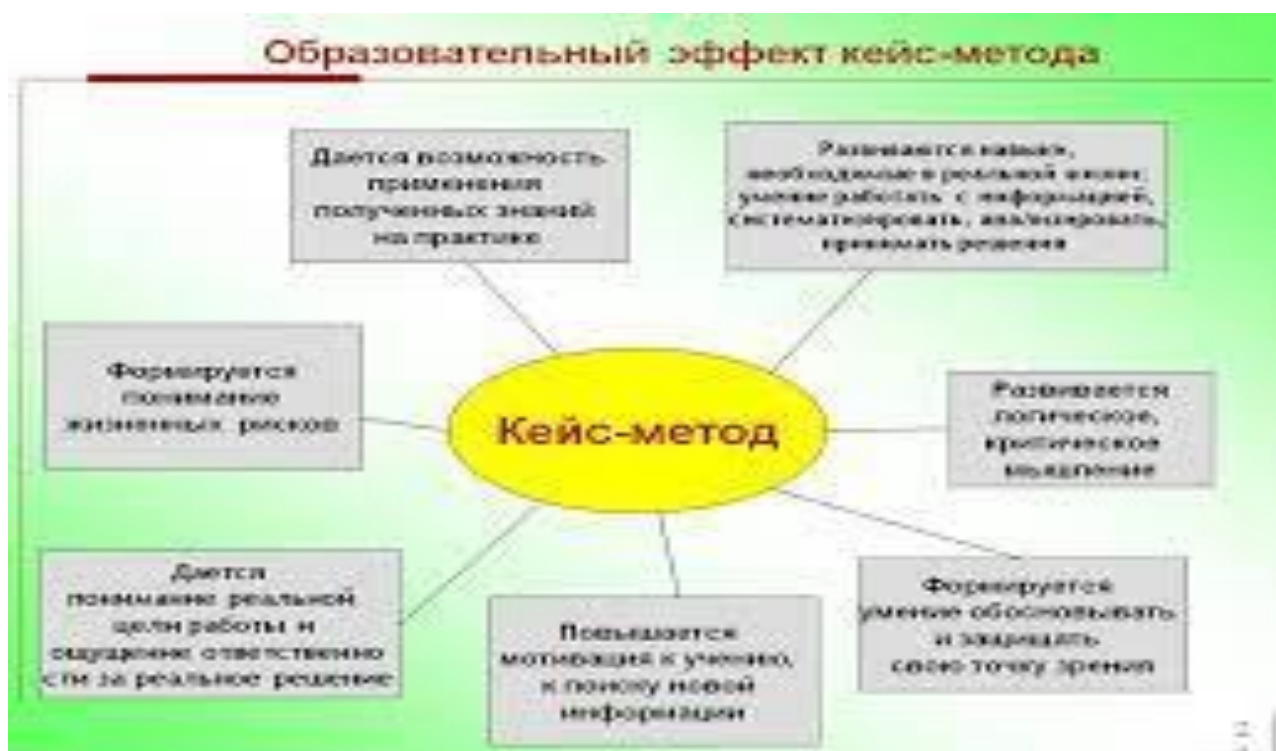 Образовательный эффект кейс-метода
Дается возможность
применения
полученных знаний
на практике
Развиваются навыки,
необходимые в реальной жизни:
умение работать с информацией,
систематизировать, анализировать,
принимать решения
Формируется
понимание
жизненных рисков
Кейс-метод
Развивается
логическое,
критическое
мышление
Дается
понимание реальной
цели работы и
ощущение ответственно
сти за реальное решение
Повышается
мотивация к учению,
к поиску новой
информации
Формируется
умение обосновывать
и защищать
свою точку зрения